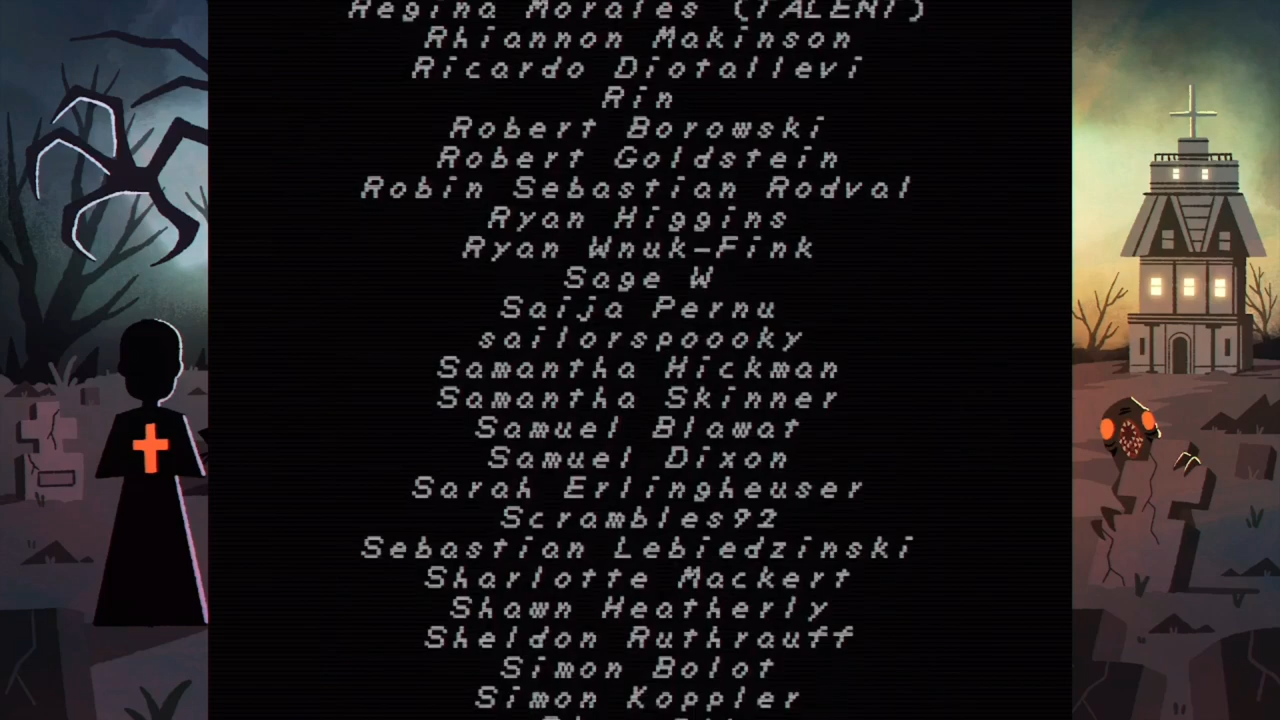 Regina Morales (TALENT)
Rhiannon Makinson
Ricardo Diotallevi
Rin
Robert Borowski
Robert Goldstein
Robin Sebastian Rodval
Ryan Higgins
Ryan Wnuk-Fink
Sage W
Saija Pernu
sailorspoooky
Samantha Hickman
Samantha Skinner
Samuel Blawat
Samuel Dixon
Sarah Erlingheuser
Scrambles92
Sebastian Lebiedzinski
Sharlotte Mackert
Shawn Heatherly
Sheldon Ruthrauff
Simon Bolot
Simon Koppler